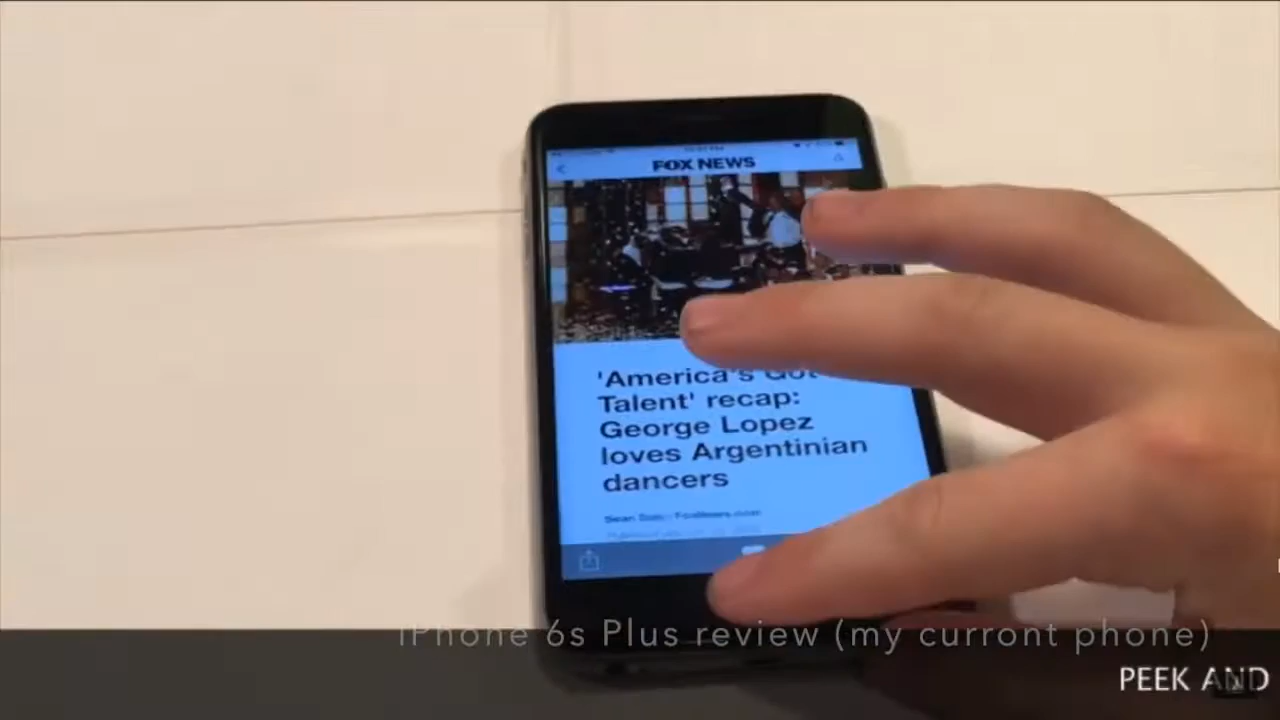 FOX NEWS
'America's Got
Talent' recap:
George Lopez
loves Argentinian
dancers
iPhone 6s Plus review (my curront phone)
PEEK AND